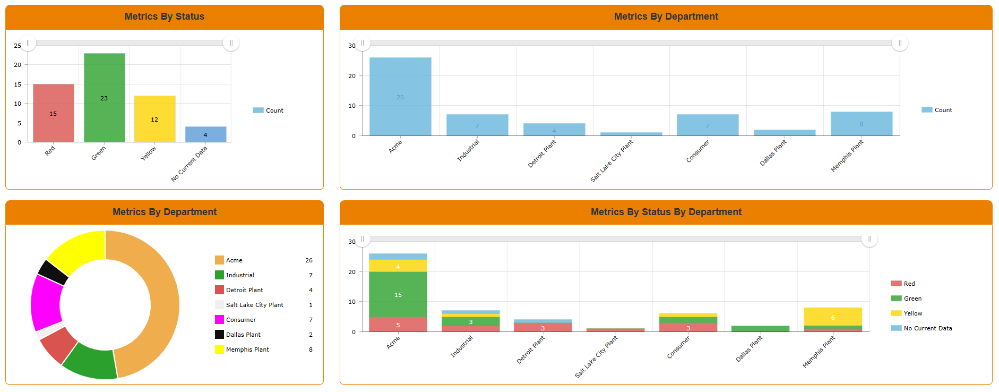 Metrics By Status
25
20
15
10
5
0
15
23
12
4
Red
Green
Yellow
No Current Data
Count
Metrics By Department
30
20
10
0
26
7
4
7
8
Acme
Industrial
Detroit Plant
Salt Lake City Plant
Consumer
Dallas Plant
Memphis Plant
Count
Metrics By Department
Acme 26
Industrial 7
Detroit Plant 4
Salt Lake City Plant 1
Consumer 7
Dallas Plant 2
Memphis Plant 8
Metrics By Status By Department
30
20
10
0
4
15
5
3
3
3
6
Acme
Industrial
Detroit Plant
Salt Lake City Plant
Consumer
Dallas Plant
Memphis Plant
Red
Green
Yellow
No Current Data